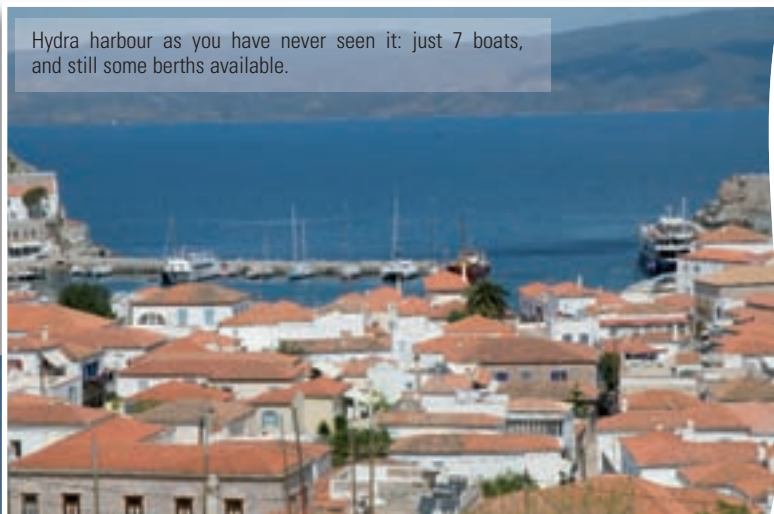 Hydra harbour as you have never seen it: just 7 boats,
and still some berths available.